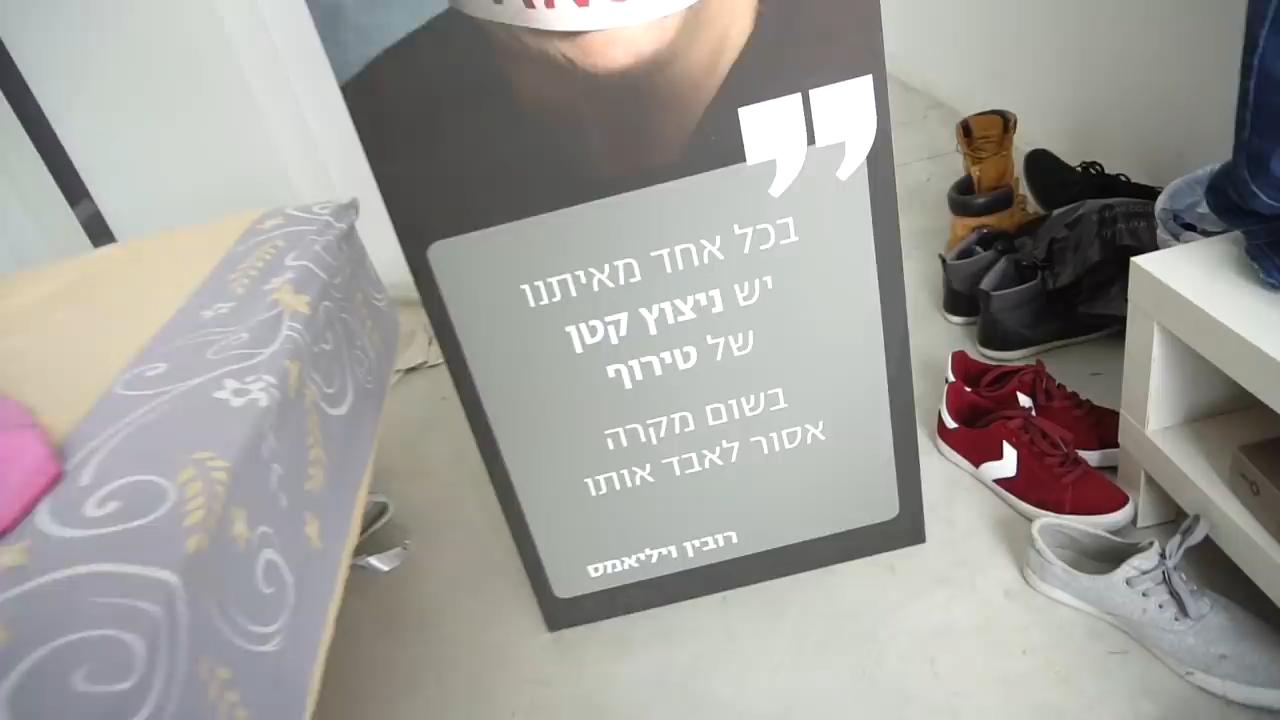 בכל אחד מאיתנו
יש ניצוץ קטן
של טירוף
בשום מקרה
אסור לאבד אותו
רובין ויליאמס